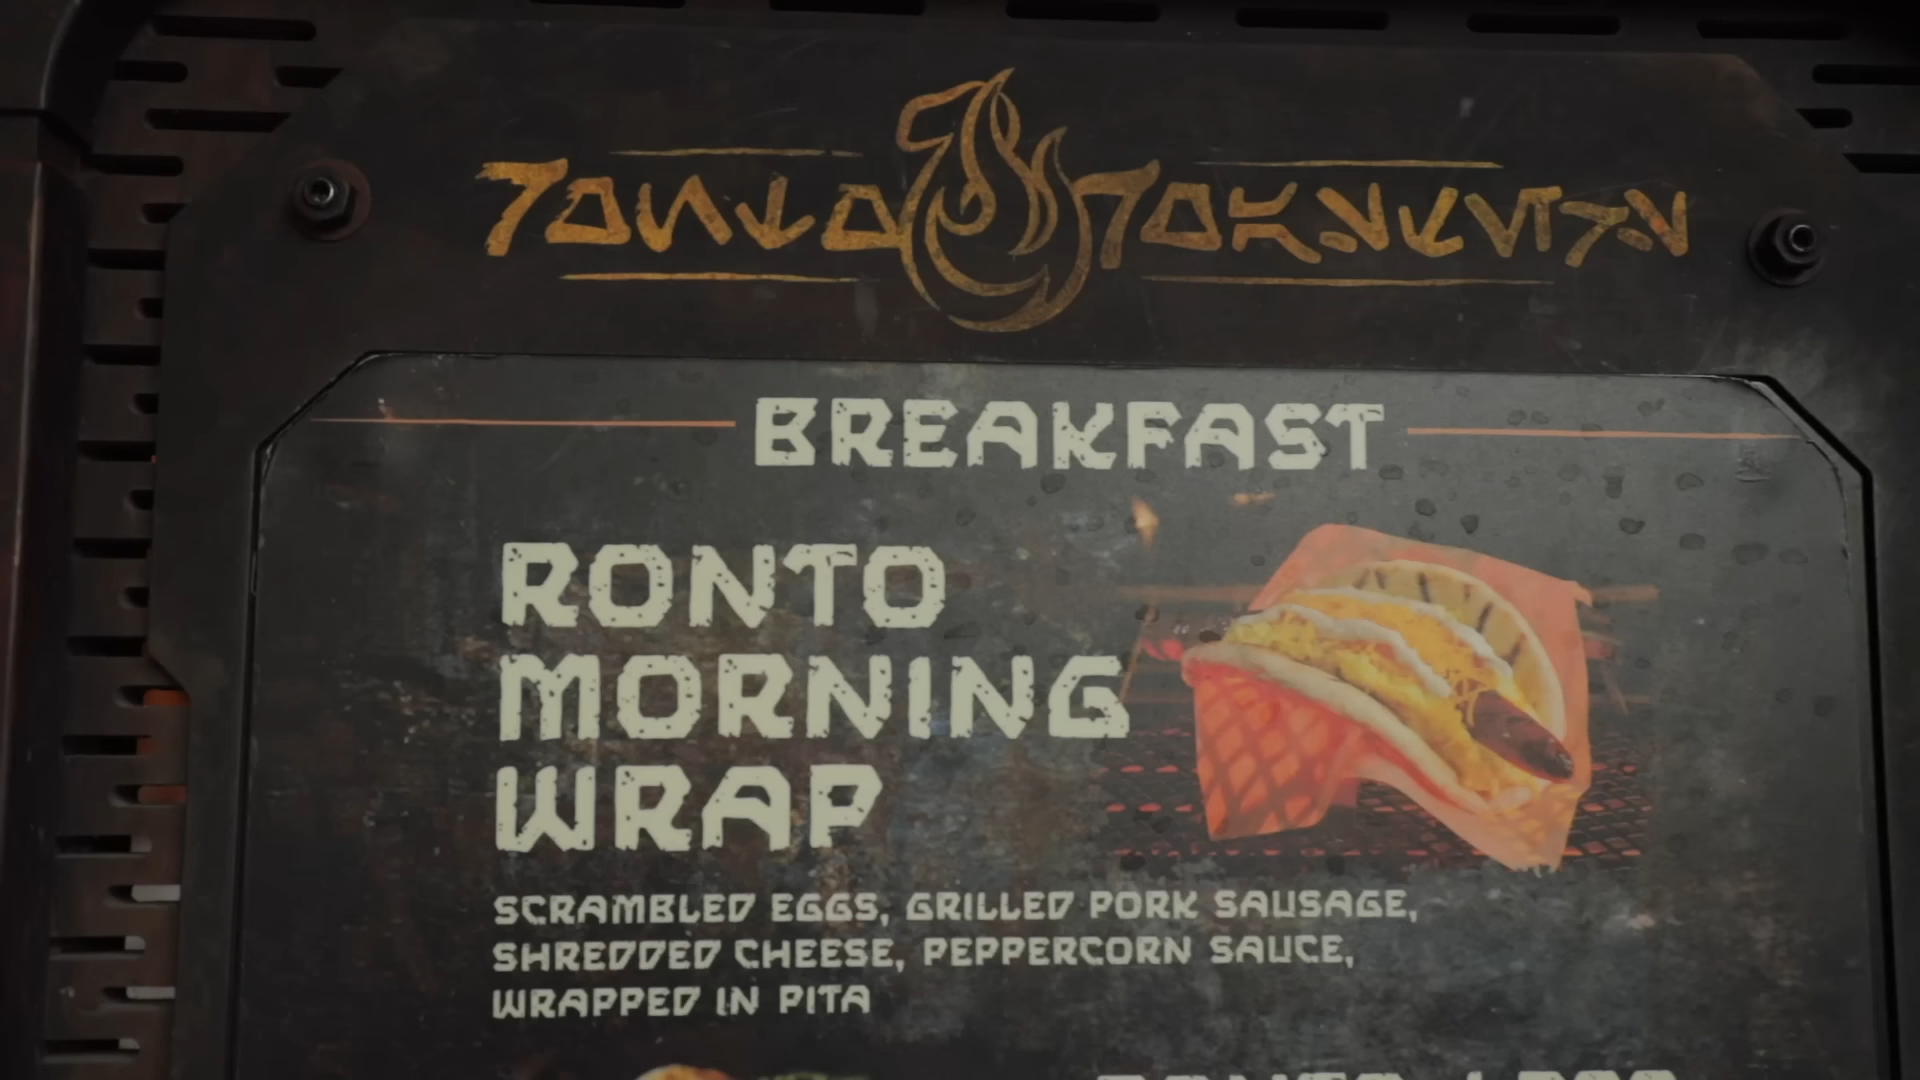 BREAKFAST
RONTO
MORNING
WRAP
SCRAMBLED EGGS, GRILLED PORK SAUSAGE,
SHREDDED CHEESE, PEPPERCORN SAUCE,
WRAPPED IN PITA